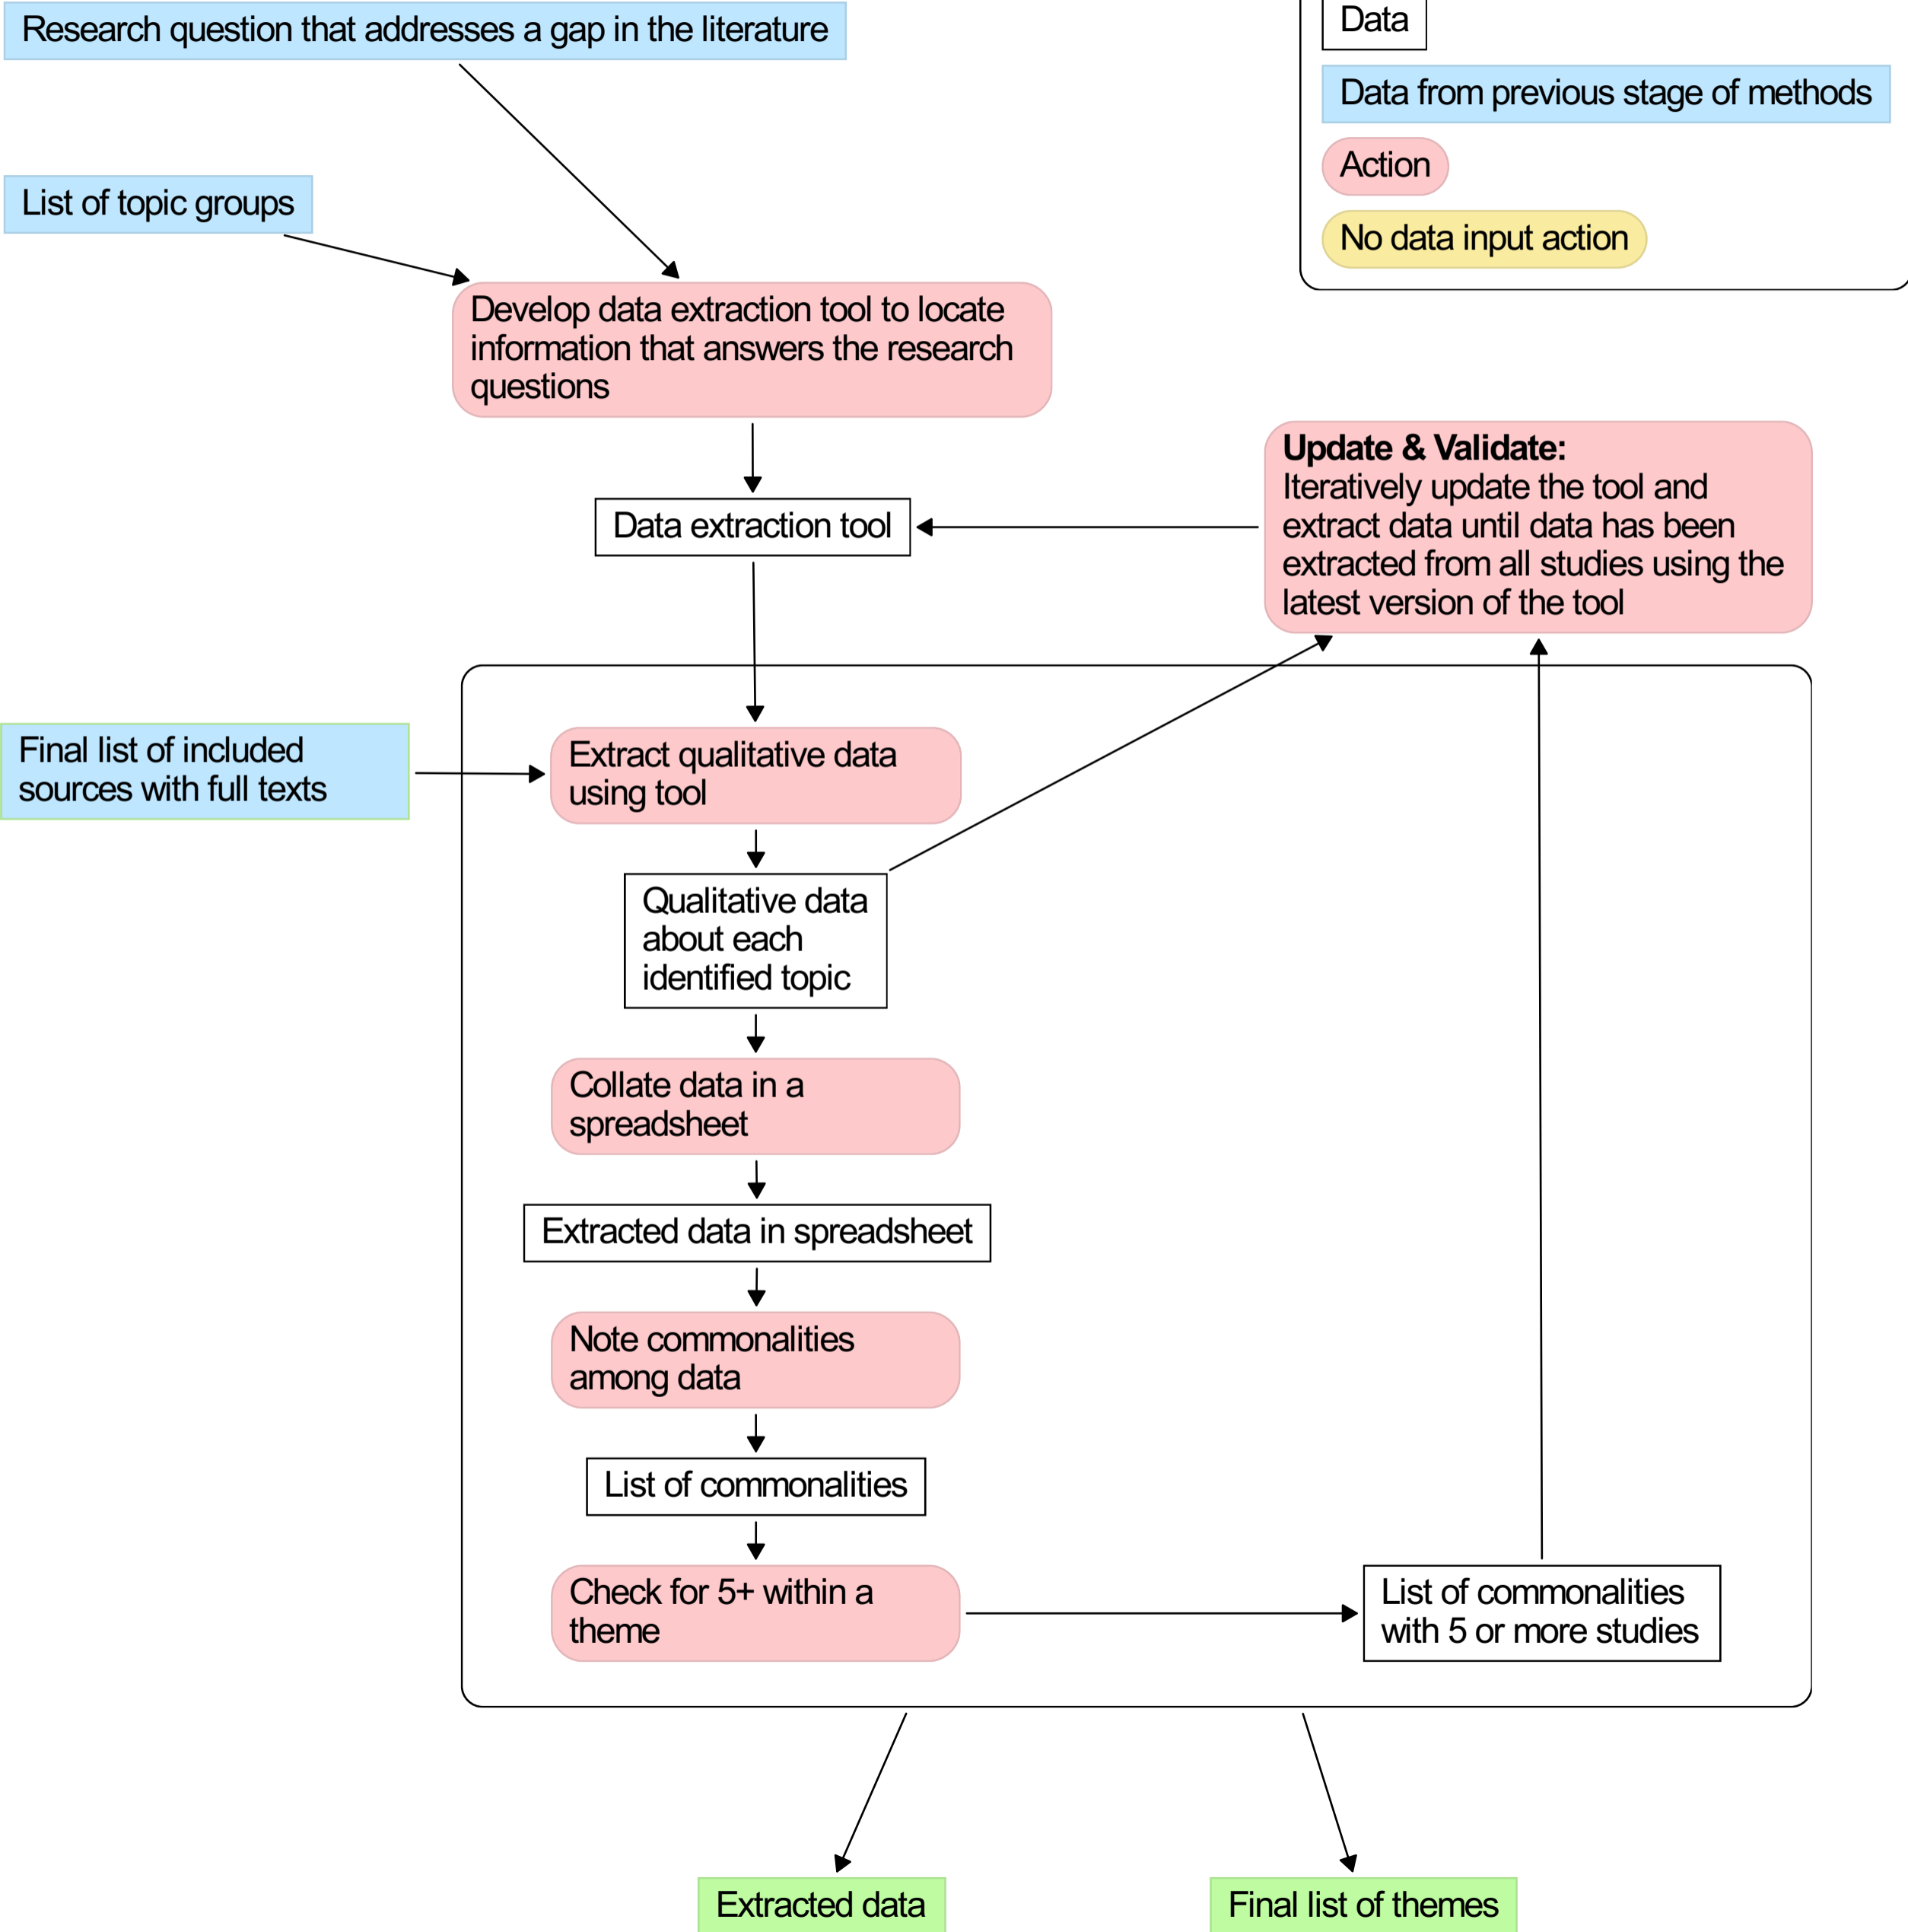 Research question that addresses a gap in the literature
Data
Data from previous stage of methods
Action
No data input action
List of topic groups
Develop data extraction tool to locate
information that answers the research
questions
Update & Validate:
Iteratively update the tool and
extract data until data has been
extracted from all studies using the
latest version of the tool
Data extraction tool
Final list of included
sources with full texts
Extract qualitative data
using tool
Qualitative data
about each
identified topic
Collate data in a
spreadsheet
Extracted data in spreadsheet
Note commonalities
among data
List of commonalities
Check for 5+ within a
theme
List of commonalities
with 5 or more studies
Extracted data
Final list of themes